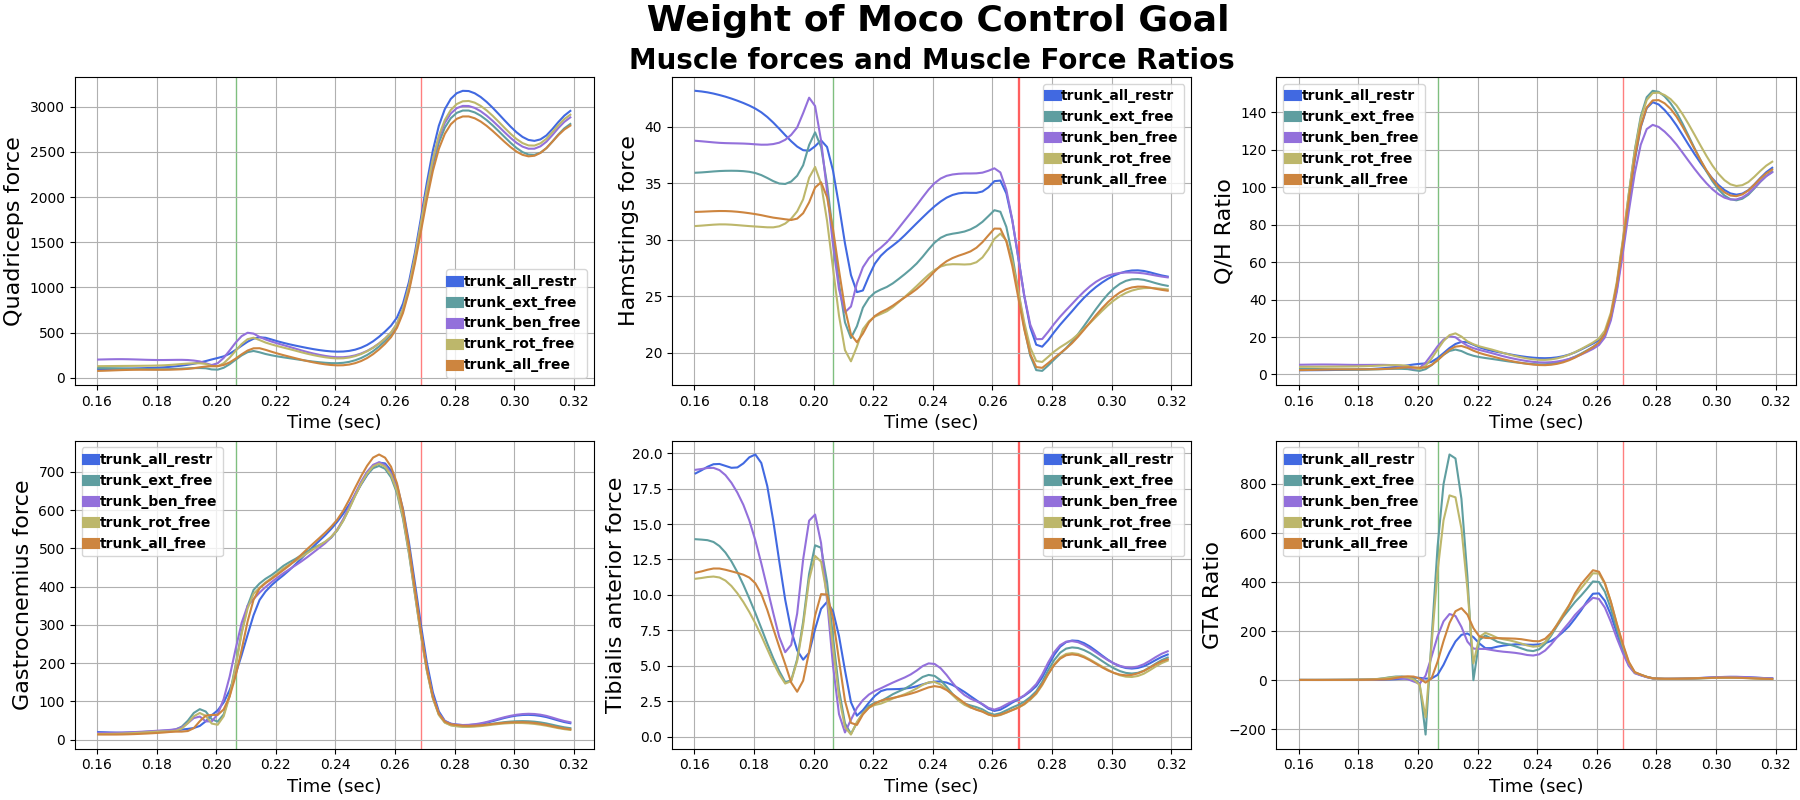 Weight of Moco Control Goal
Muscle forces and Muscle Force Ratios
Quadriceps force
3000
2500
2000
1500
1000
500
0
trunk_all_restr
trunk_ext_free
trunk_ben_free
trunk_rot_free
trunk_all_free
0.16 0.18 0.20 0.22 0.24 0.26 0.28 0.30 0.32
Time (sec)
Hamstrings force
40
35
30
25
20
trunk_all_restr
trunk_ext_free
trunk_ben_free
trunk_rot_free
trunk_all_free
0.16 0.18 0.20 0.22 0.24 0.26 0.28 0.30 0.32
Time (sec)
Q/H Ratio
140
120
100
80
60
40
20
0
trunk_all_restr
trunk_ext_free
trunk_ben_free
trunk_rot_free
trunk_all_free
0.16 0.18 0.20 0.22 0.24 0.26 0.28 0.30 0.32
Time (sec)
Gastrocnemius force
700
600
500
400
300
200
100
0
trunk_all_restr
trunk_ext_free
trunk_ben_free
trunk_rot_free
trunk_all_free
0.16 0.18 0.20 0.22 0.24 0.26 0.28 0.30 0.32
Time (sec)
Tibialis anterior force
20.0
17.5
15.0
12.5
10.0
7.5
5.0
2.5
0.0
trunk_all_restr
trunk_ext_free
trunk_ben_free
trunk_rot_free
trunk_all_free
0.16 0.18 0.20 0.22 0.24 0.26 0.28 0.30 0.32
Time (sec)
GTA Ratio
800
600
400
200
0
−200
trunk_all_restr
trunk_ext_free
trunk_ben_free
trunk_rot_free
trunk_all_free
0.16 0.18 0.20 0.22 0.24 0.26 0.28 0.30 0.32
Time (sec)